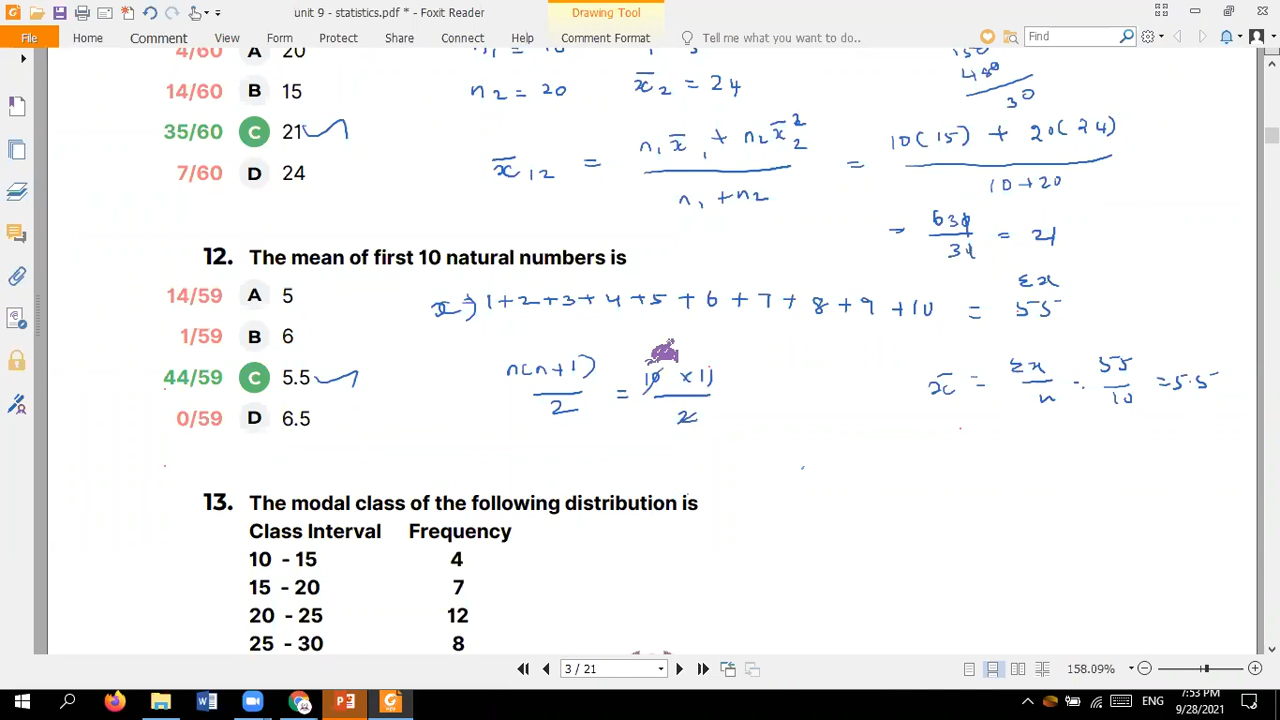 unit 9 - statistics.pdf * - Foxit Reader
Drawing Tool
File Home Comment View Form Protect Share Connect Help Comment Format Tell me what you want to do.. Find
4/60 A 20
14/60 B 15 n2 = 20 x̄2 = 24
30
35/60 C 21
7/60 D 24
x̄12 = n1x̄1 + n2x̄2 / n1+n2 = 10(15) + 20(24) / 10+20
= 21
12. The mean of first 10 natural numbers is
Σx
14/59 A 5 x) 1+2+3+4+5+6+7+8+9+10 = 55
1/59 B 6
44/59 C 5.5 n(n+1) / 2 = 10 × 11 / 2 x̄ = Σx / n = 55 / 10 = 5.5
0/59 D 6.5
13. The modal class of the following distribution is
Class Interval Frequency
10 - 15 4
15 - 20 7
20 - 25 12
25 - 30 8
3 / 21 158.09%
ENG 7:53 PM 9/28/2021